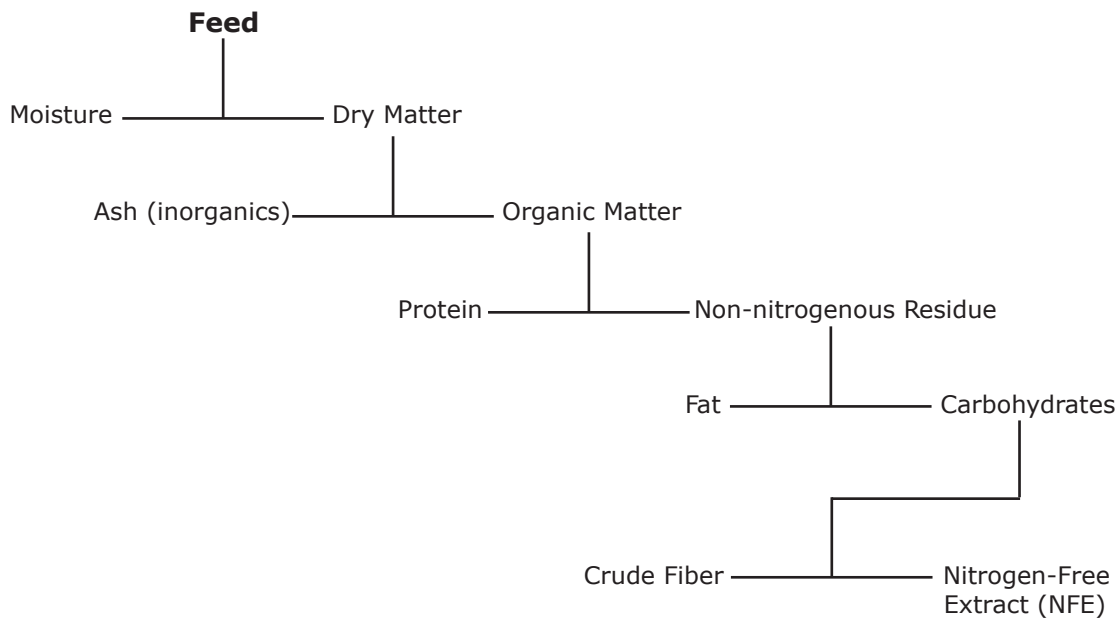 Feed
Moisture
Dry Matter
Ash (inorganics)
Organic Matter
Protein
Non-nitrogenous Residue
Fat
Carbohydrates
Crude Fiber
Nitrogen-Free
Extract (NFE)